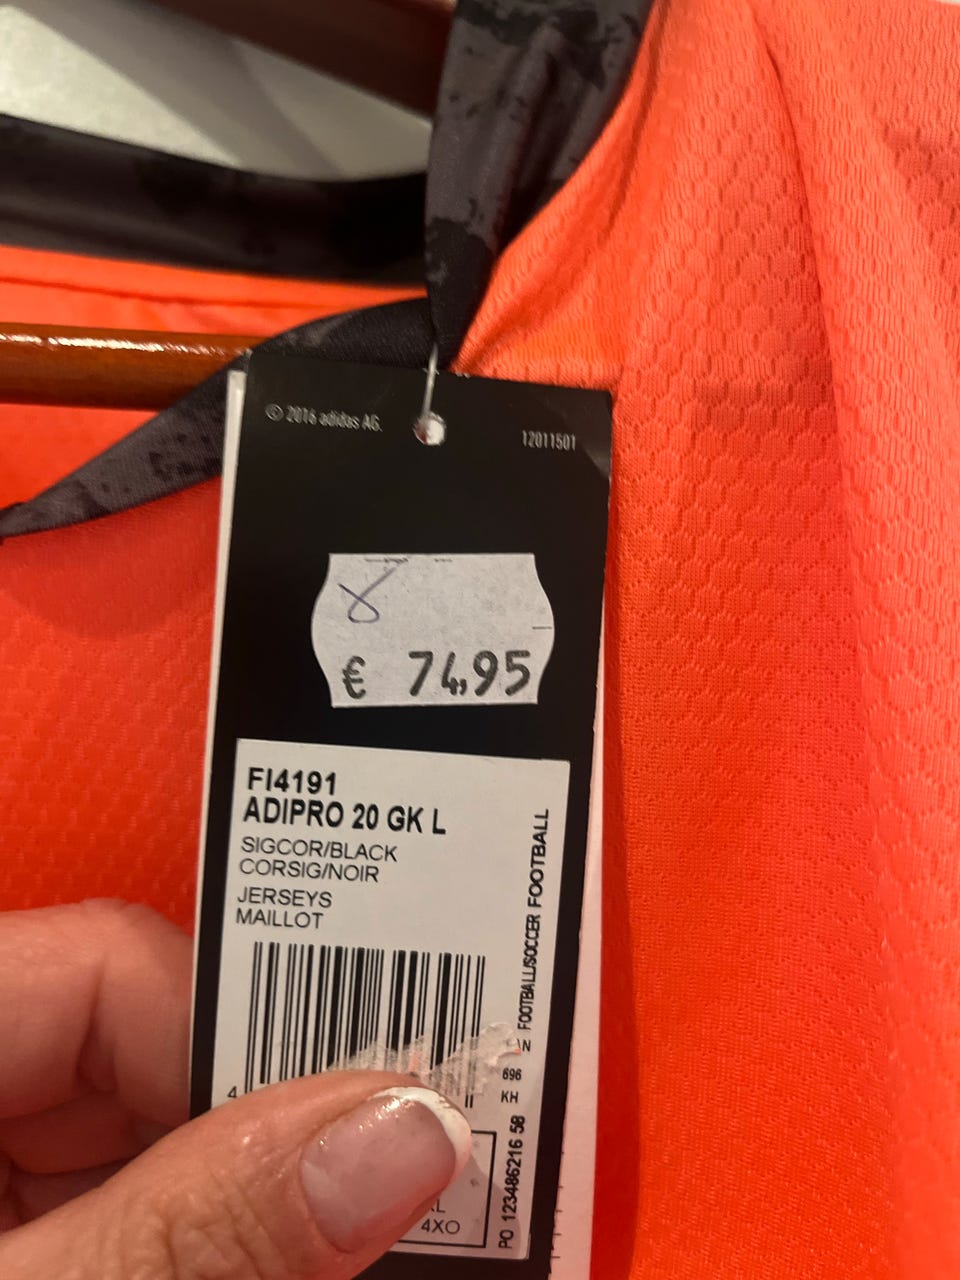 © 2016 adidas AG.
12011501
€ 74,95
FI4191
ADIPRO 20 GK L
SIGCOR/BLACK
CORSIG/NOIR
JERSEYS
MAILLOT
FOOTBALL/SOCCER FOOTBALL
696
KH
4
PO 123486216 58
4XO